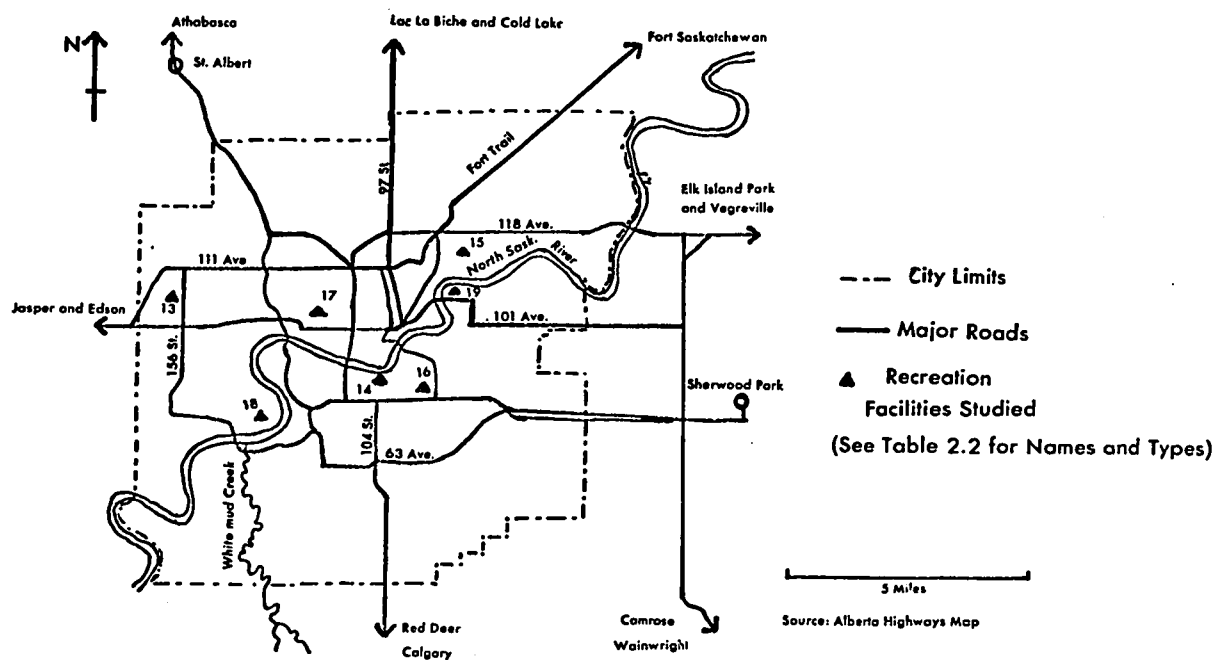 Athabasca
Lac La Biche and Cold Lake
Fort Saskatchewan
N
St. Albert
Fort Trail
97 St.
Elk Island Park
and Vegreville
118 Ave.
15
North Sask. River
111 Ave
17
19
13
Jasper and Edson
101 Ave.
156 St.
14
16
18
Sherwood Park
104 St.
63 Ave.
White mud Creek
Red Deer
Calgary
Camrose
Wainwright
City Limits
Major Roads
Recreation
Facilities Studied
(See Table 2.2 for Names and Types)
5 Miles
Source: Alberta Highways Map